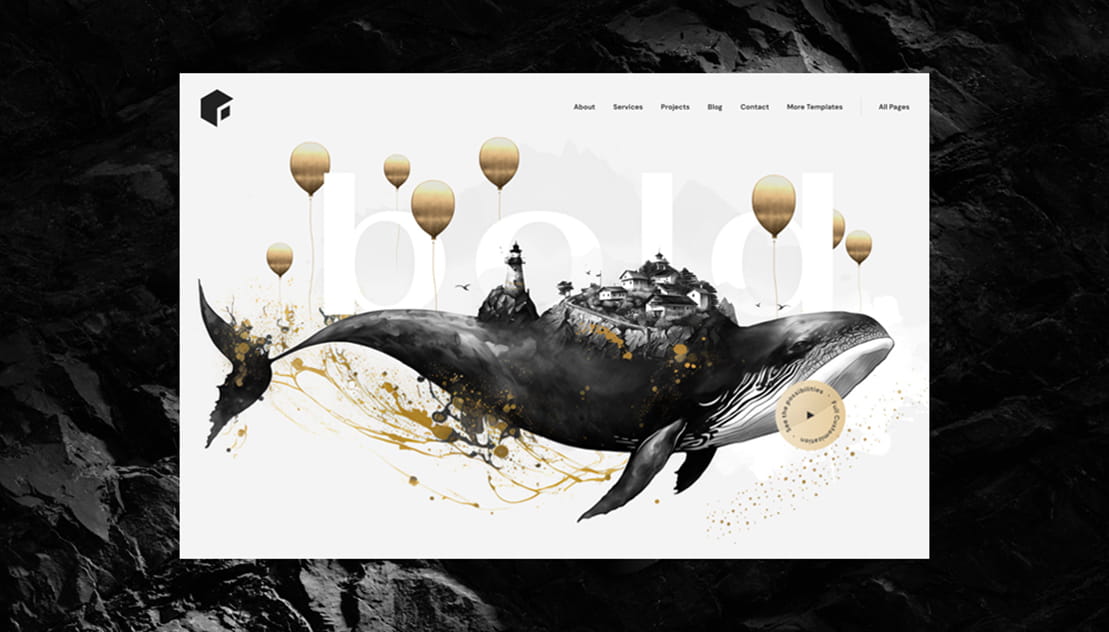 About Services Projects Blog Contact More Templates All Pages
bold
See the possibilities · Full Customization ·